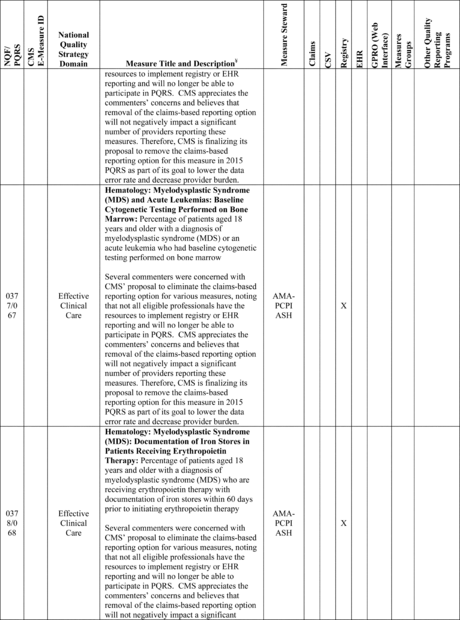 NQF/
PQRS
CMS
E-Measure ID
National
Quality
Strategy
Domain
Measure Title and Description¥
Measure Steward
Claims
CSV
Registry
EHR
GPRO (Web
Interface)
Measures
Groups
Other Quality
Reporting
Programs
resources to implement registry or EHR
reporting and will no longer be able to
participate in PQRS. CMS appreciates the
commenters' concerns and believes that
removal of the claims-based reporting option
will not negatively impact a significant
number of providers reporting these
measures. Therefore, CMS is finalizing its
proposal to remove the claims-based
reporting option for this measure in 2015
PQRS as part of its goal to lower the data
error rate and decrease provider burden.
037
7/0
67
Effective
Clinical
Care
Hematology: Myelodysplastic Syndrome
(MDS) and Acute Leukemias: Baseline
Cytogenetic Testing Performed on Bone
Marrow: Percentage of patients aged 18
years and older with a diagnosis of
myelodysplastic syndrome (MDS) or an
acute leukemia who had baseline cytogenetic
testing performed on bone marrow
Several commenters were concerned with
CMS' proposal to eliminate the claims-based
reporting option for various measures, noting
that not all eligible professionals have the
resources to implement registry or EHR
reporting and will no longer be able to
participate in PQRS. CMS appreciates the
commenters' concerns and believes that
removal of the claims-based reporting option
will not negatively impact a significant
number of providers reporting these
measures. Therefore, CMS is finalizing its
proposal to remove the claims-based
reporting option for this measure in 2015
PQRS as part of its goal to lower the data
error rate and decrease provider burden.
AMA-
PCPI
ASH
X
037
8/0
68
Effective
Clinical
Care
Hematology: Myelodysplastic Syndrome
(MDS): Documentation of Iron Stores in
Patients Receiving Erythropoietin
Therapy: Percentage of patients aged 18
years and older with a diagnosis of
myelodysplastic syndrome (MDS) who are
receiving erythropoietin therapy with
documentation of iron stores within 60 days
prior to initiating erythropoietin therapy
Several commenters were concerned with
CMS' proposal to eliminate the claims-based
reporting option for various measures, noting
that not all eligible professionals have the
resources to implement registry or EHR
reporting and will no longer be able to
participate in PQRS. CMS appreciates the
commenters' concerns and believes that
removal of the claims-based reporting option
will not negatively impact a significant
AMA-
PCPI
ASH
X